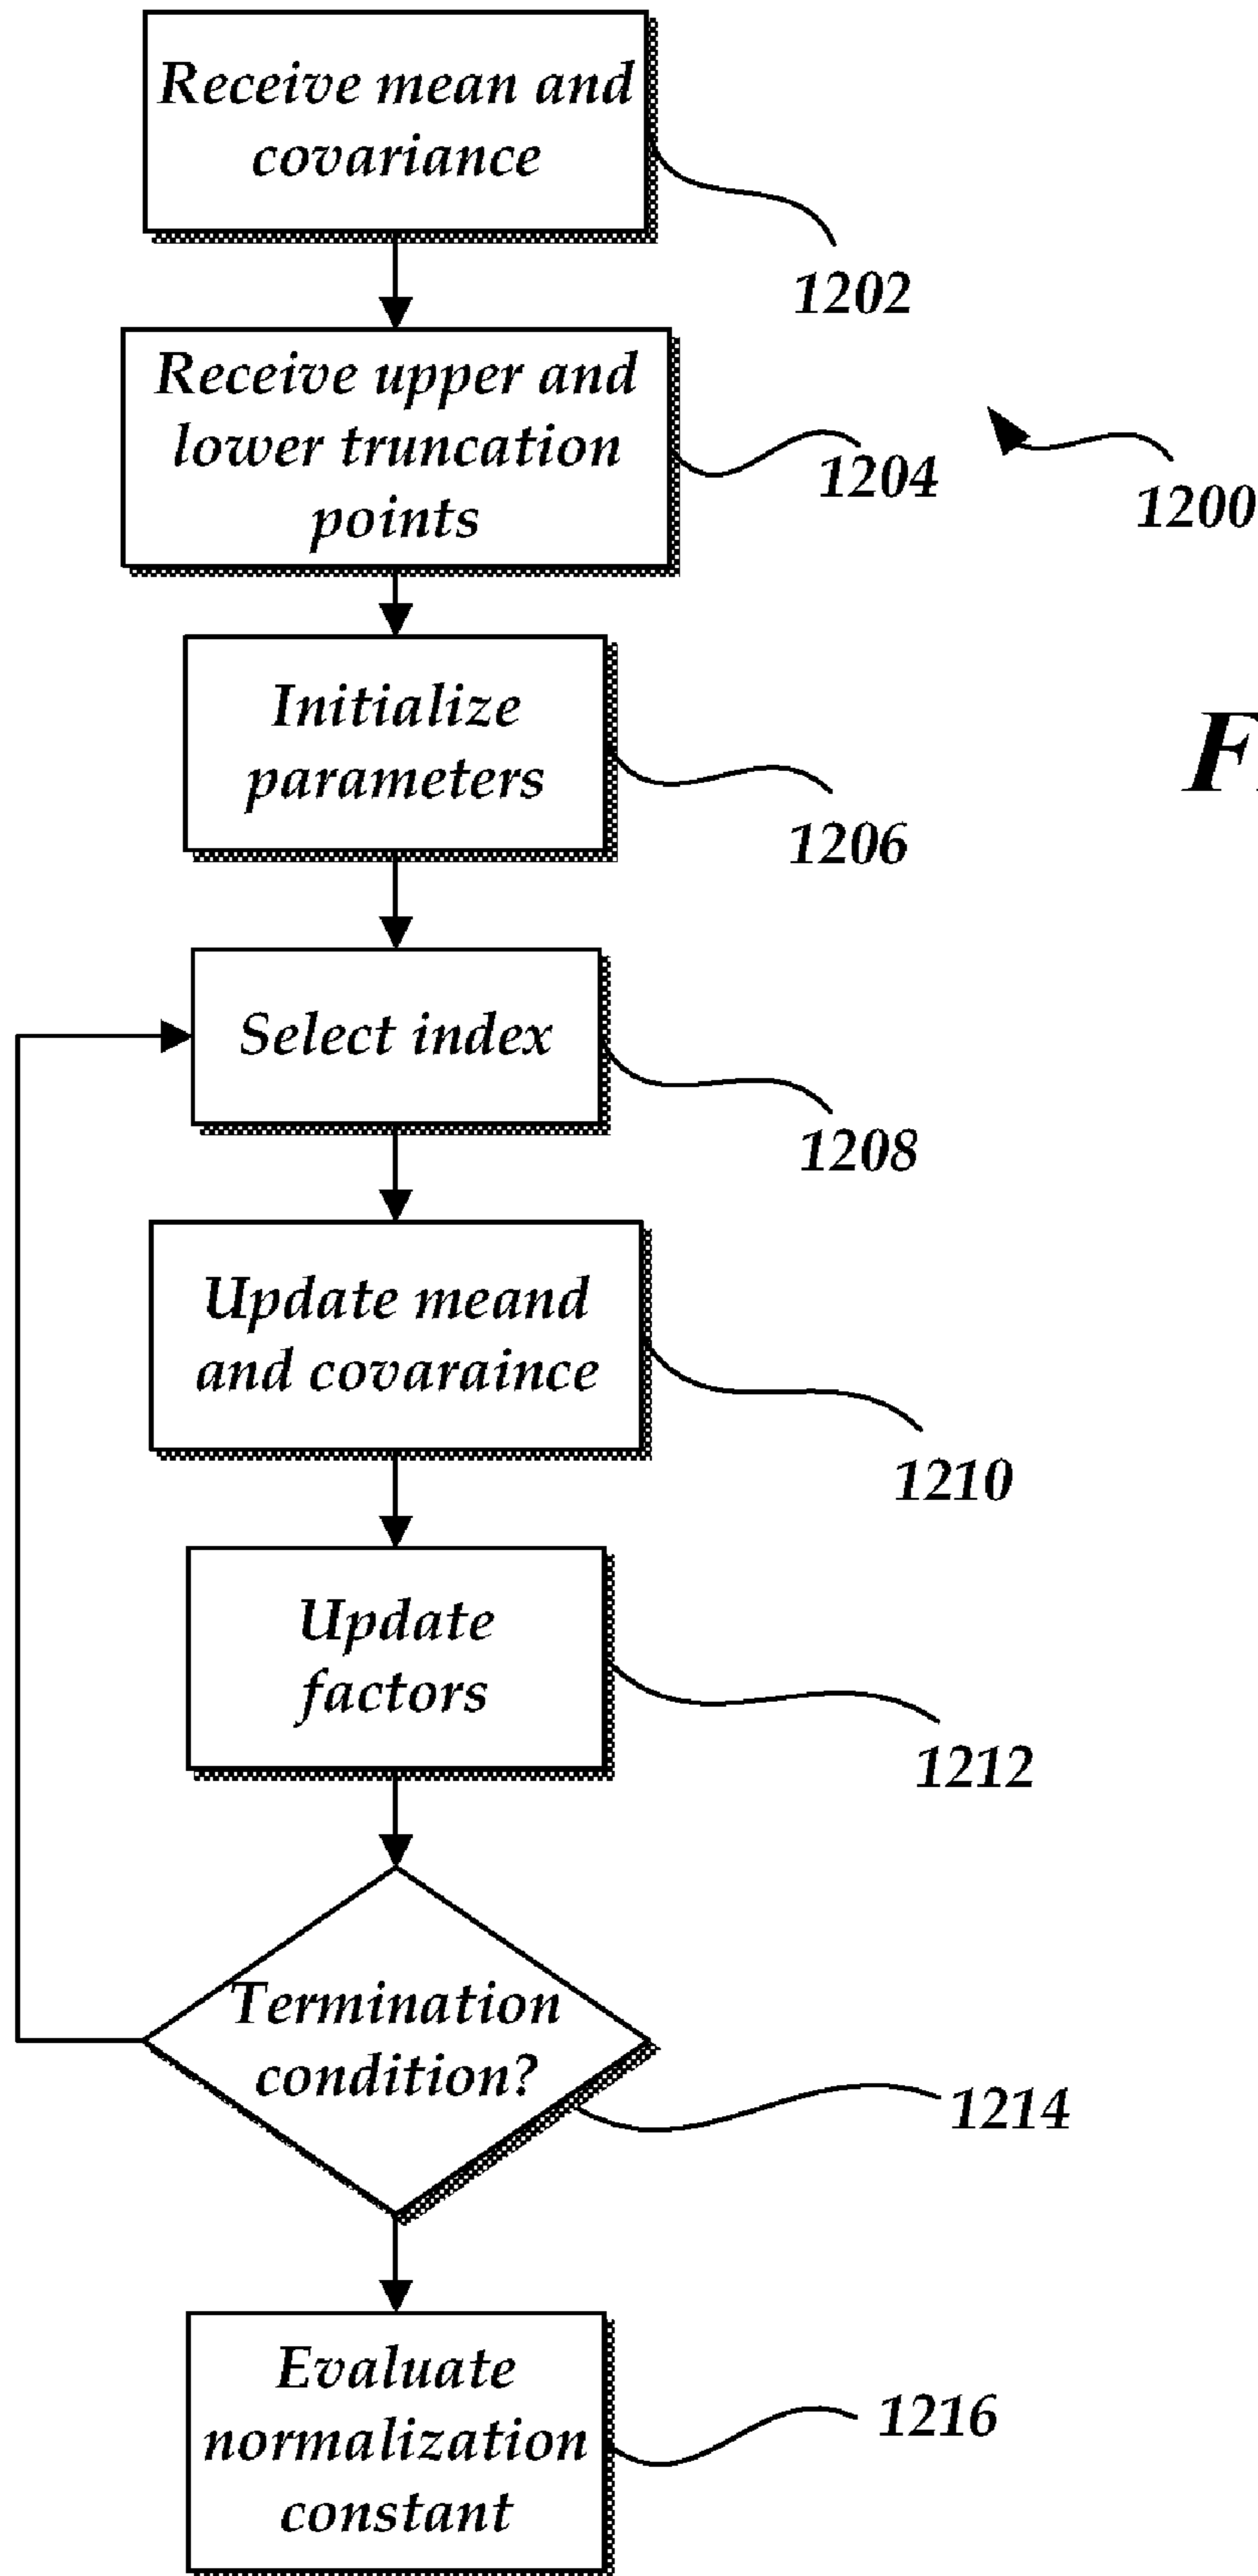 Receive mean and
covariance
1202
Receive upper and
lower truncation
points
1204
1200
Initialize
parameters
1206
Select index
1208
Update meand
and covaraince
1210
Update
factors
1212
Termination
condition?
1214
Evaluate
normalization
constant
1216